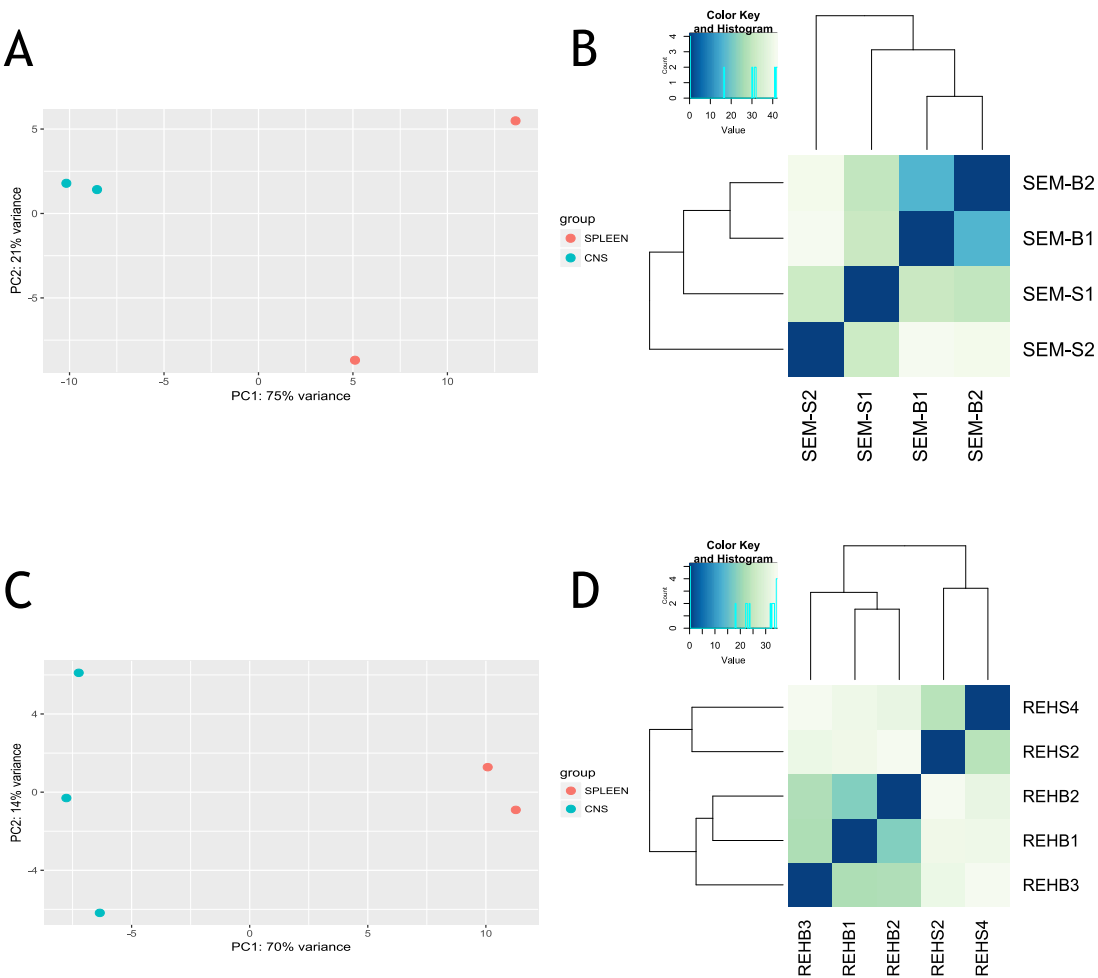 A
5
0
-5
-10
-5
0
5
10
PC2: 21% variance
PC1: 75% variance
group
SPLEEN
CNS
B
Color Key
and Histogram
Count
0
1
2
3
4
0
10
20
30
40
Value
SEM-B2
SEM-B1
SEM-S1
SEM-S2
SEM-S2
SEM-S1
SEM-B1
SEM-B2
C
4
0
-4
-5
0
5
10
PC2: 14% variance
PC1: 70% variance
group
SPLEEN
CNS
D
Color Key
and Histogram
Count
0
2
4
0
10
20
30
Value
REHS4
REHS2
REHB2
REHB1
REHB3
REHB3
REHB1
REHB2
REHS2
REHS4